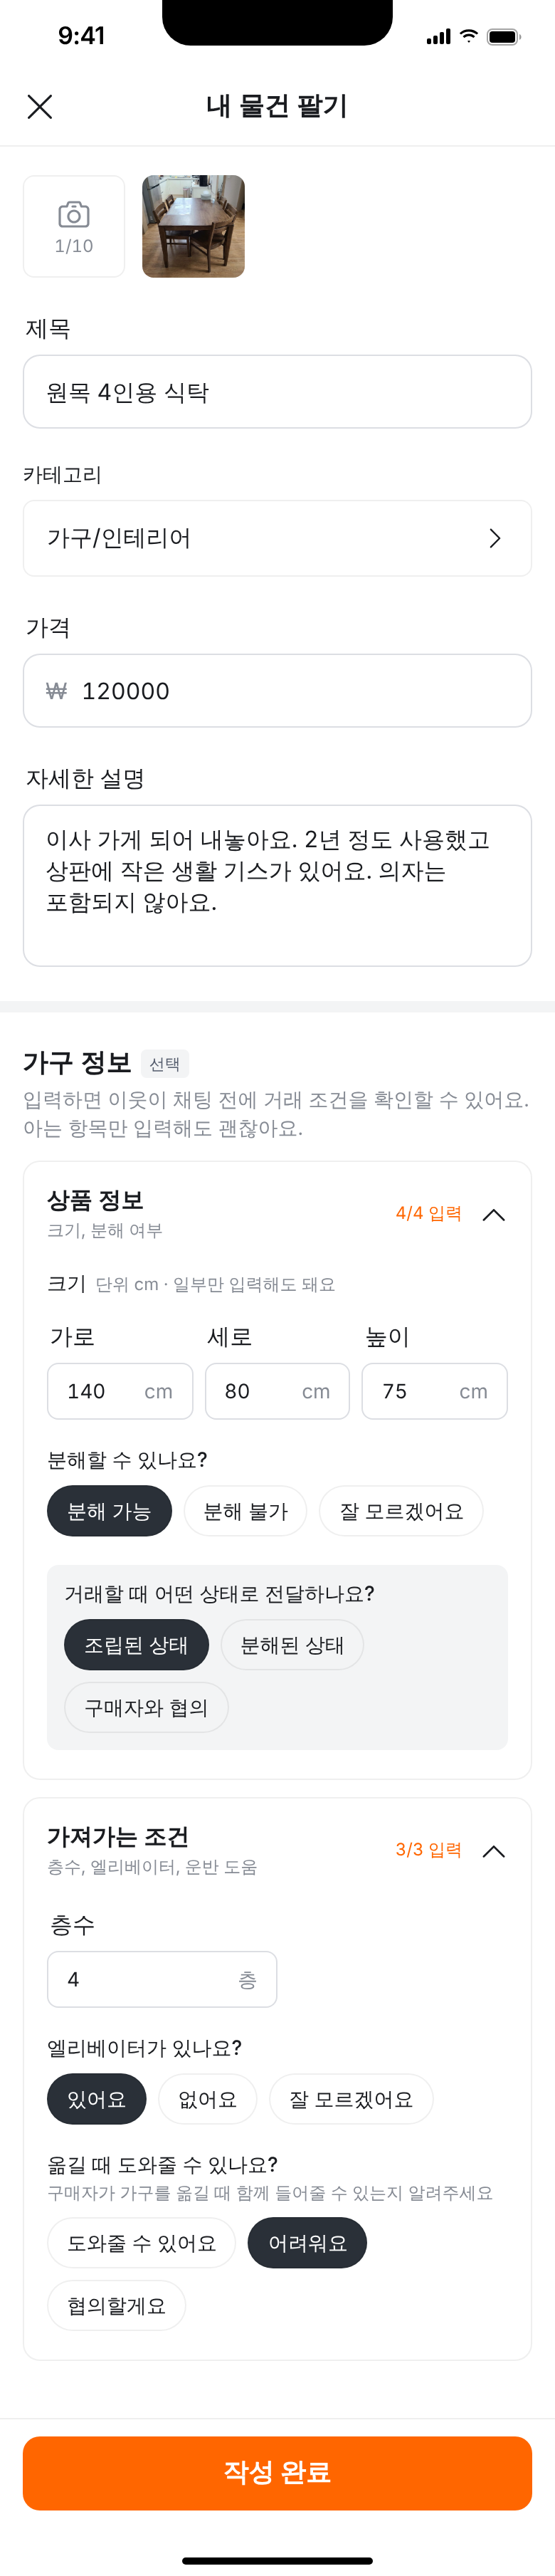 9:41
내 물건 팔기
1/10
제목
원목 4인용 식탁
카테고리
가구/인테리어
가격
₩ 120000
자세한 설명
이사 가게 되어 내놓아요. 2년 정도 사용했고
상판에 작은 생활 기스가 있어요. 의자는
포함되지 않아요.
가구 정보 선택
입력하면 이웃이 채팅 전에 거래 조건을 확인할 수 있어요.
아는 항목만 입력해도 괜찮아요.
상품 정보
4/4 입력
크기, 분해 여부
크기 단위 cm · 일부만 입력해도 돼요
가로 세로 높이
140 cm 80 cm 75 cm
분해할 수 있나요?
분해 가능 분해 불가 잘 모르겠어요
거래할 때 어떤 상태로 전달하나요?
조립된 상태 분해된 상태
구매자와 협의
가져가는 조건
3/3 입력
층수, 엘리베이터, 운반 도움
층수
4 층
엘리베이터가 있나요?
있어요 없어요 잘 모르겠어요
옮길 때 도와줄 수 있나요?
구매자가 가구를 옮길 때 함께 들어줄 수 있는지 알려주세요
도와줄 수 있어요 어려워요
협의할게요
작성 완료